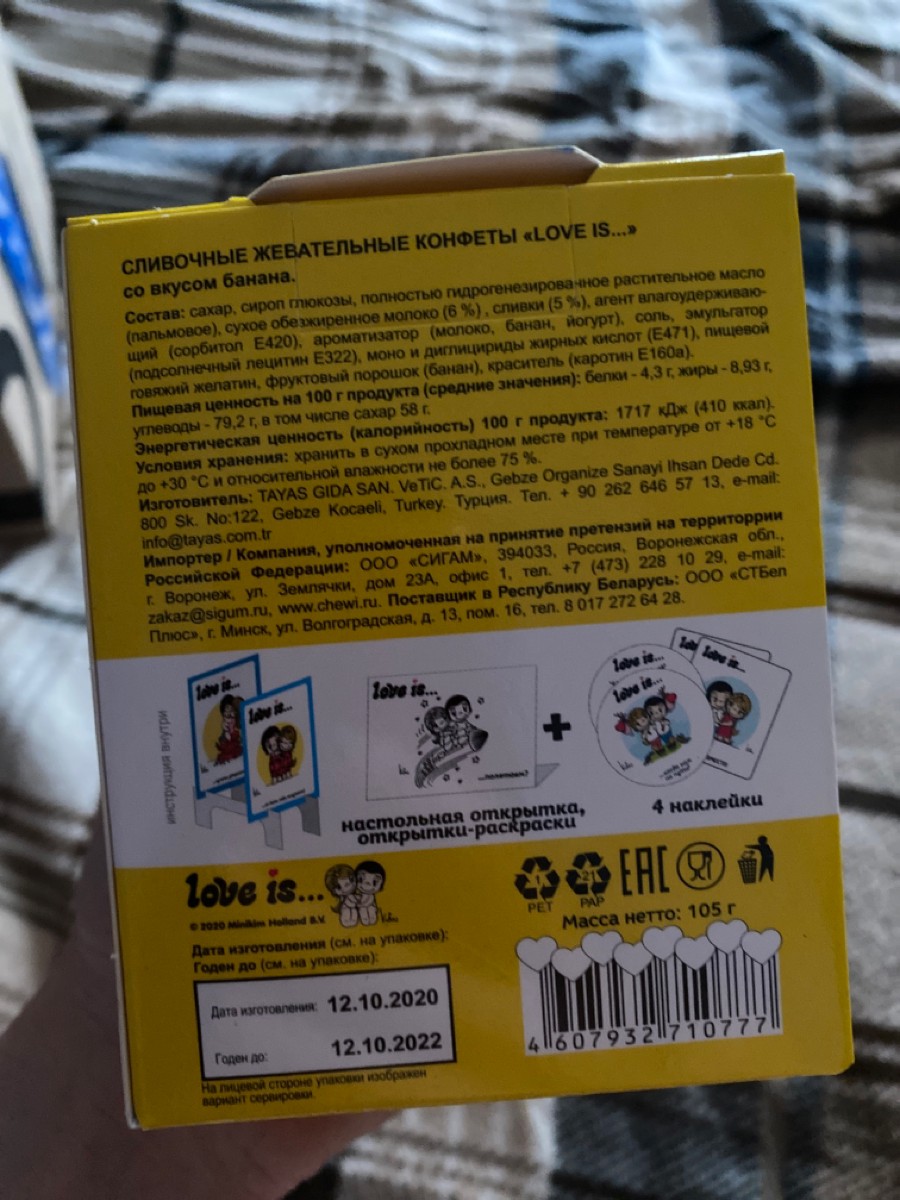 СЛИВОЧНЫЕ ЖЕВАТЕЛЬНЫЕ КОНФЕТЫ «LOVE IS...»
со вкусом банана.
Состав: сахар, сироп глюкозы, полностью гидрогенезированное растительное масло
(пальмовое), сухое обезжиренное молоко (6 %) , сливки (5 %), агент влагоудерживаю-
щий (сорбитол Е420), ароматизатор (молоко, банан, йогурт), соль, эмульгатор
(подсолнечный лецитин Е322), моно и диглицириды жирных кислот (Е471), пищевой
говяжий желатин, фруктовый порошок (банан), краситель (каротин Е160а).
Пищевая ценность на 100 г продукта (средние значения): белки - 4,3 г, жиры - 8,93 г,
углеводы - 79,2 г, в том числе сахар 58 г.
Энергетическая ценность (калорийность) 100 г продукта: 1717 кДж (410 ккал).
Условия хранения: хранить в сухом прохладном месте при температуре от +18 °С
до +30 °С и относительной влажности не более 75 %.
Изготовитель: TAYAS GIDA SAN. VeTiC. A.S., Gebze Organize Sanayi Ihsan Dede Cd.
800 Sk. No:122, Gebze Kocaeli, Turkey. Турция. Тел. + 90 262 646 57 13, e-mail:
info@tayas.com.tr
Импортер / Компания, уполномоченная на принятие претензий на территоррии
Российской Федерации: ООО «СИГАМ», 394033, Россия, Воронежская обл.,
г. Воронеж, ул. Землячки, дом 23А, офис 1, тел. +7 (473) 228 10 29, e-mail:
zakaz@sigum.ru, www.chewi.ru. Поставщик в Республику Беларусь: ООО «СТБел
Плюс», г. Минск, ул. Волгоградская, д. 13, пом. 16, тел. 8 017 272 64 28.
инструкция внутри
love is...
love is...
love is...
...полетаем?
+
love is...
love is...
love is...
настольная открытка,
открытки-раскраски
4 наклейки
love is...
© 2020 Minikim Holland B.V.
1
PET
21
PAP
EAC
Масса нетто: 105 г
Дата изготовления (см. на упаковке):
Годен до (см. на упаковке):
Дата изготовления: 12.10.2020
Годен до: 12.10.2022
4 607932 710777
На лицевой стороне упаковки изображен
вариант сервировки.